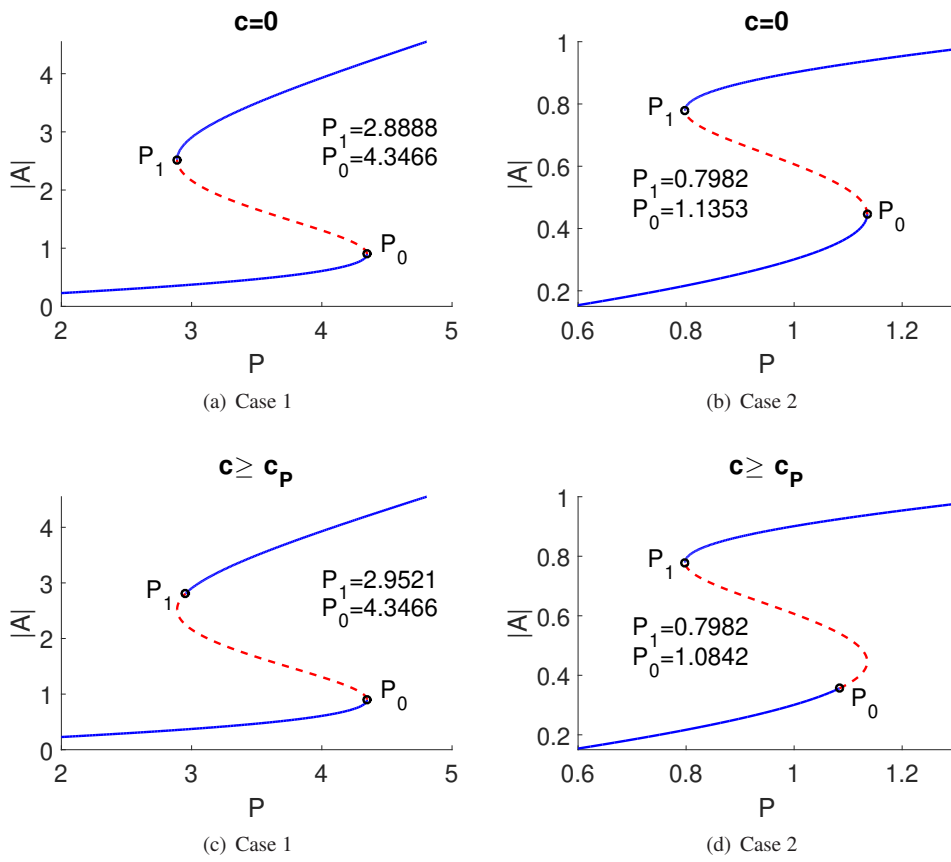 c=0
|A|
4
3
2
1
0
P₁
P₀
P₁=2.8888
P₀=4.3466
2
3
4
5
P
(a) Case 1
c=0
1
0.8
0.6
0.4
0.2
P₁
P₀
P₁=0.7982
P₀=1.1353
0.6
0.8
1
1.2
P
(b) Case 2
c≥ c_P
|A|
4
3
2
1
0
P₁
P₀
P₁=2.9521
P₀=4.3466
2
3
4
5
P
(c) Case 1
c≥ c_P
|A|
1
0.8
0.6
0.4
0.2
P₁
P₀
P₁=0.7982
P₀=1.0842
0.6
0.8
1
1.2
P
(d) Case 2